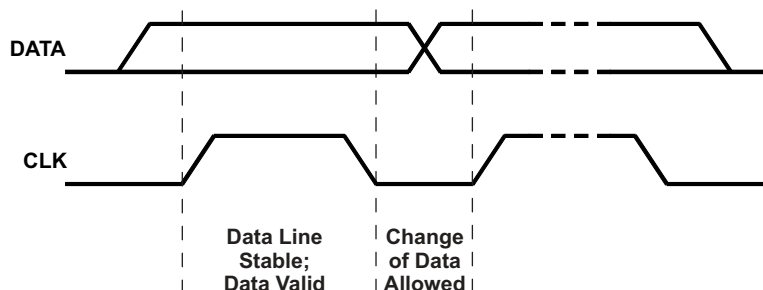 DATA
CLK
Data Line
Stable;
Data Valid
Change
of Data
Allowed